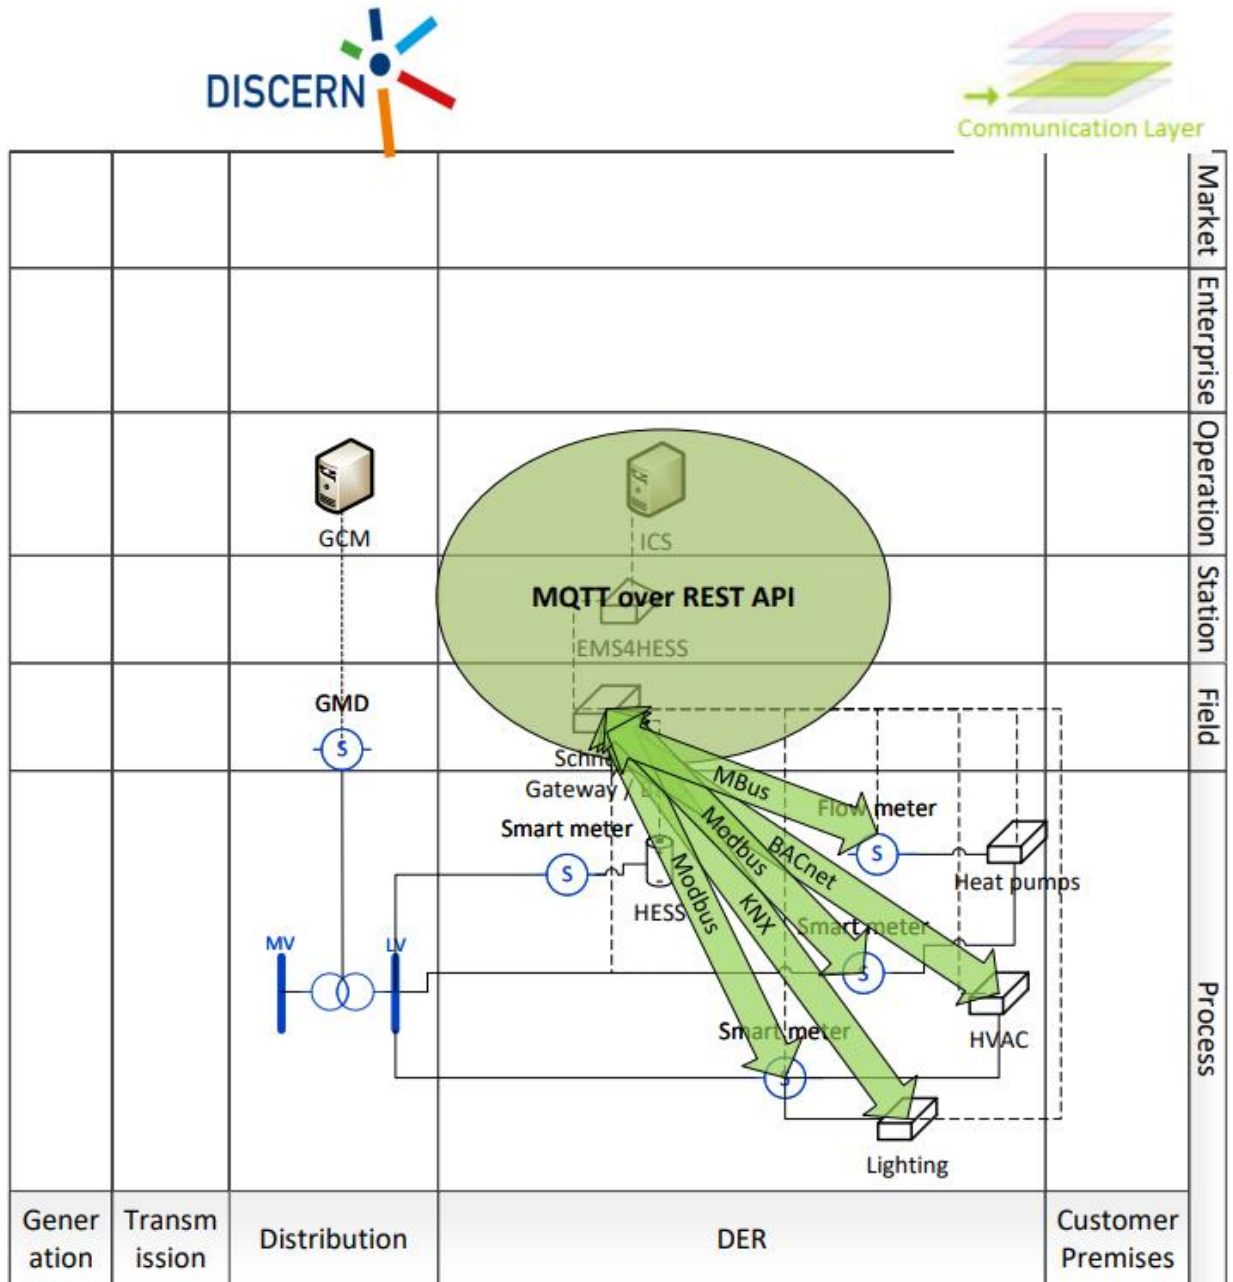 DISCERN
Communication Layer
Market
Enterprise
Operation
GCM
ICS
Station
MQTT over REST API
EMS4HESS
Field
GMD
S
Gateway /
MBus
Flow meter
Smart meter
Modbus
BACnet
S
S
Heat pumps
Modbus
HESS
KNX
Smart meter
MV
LV
S
Process
Smart meter
HVAC
S
Lighting
Gener
ation
Transm
ission
Distribution
DER
Customer
Premises